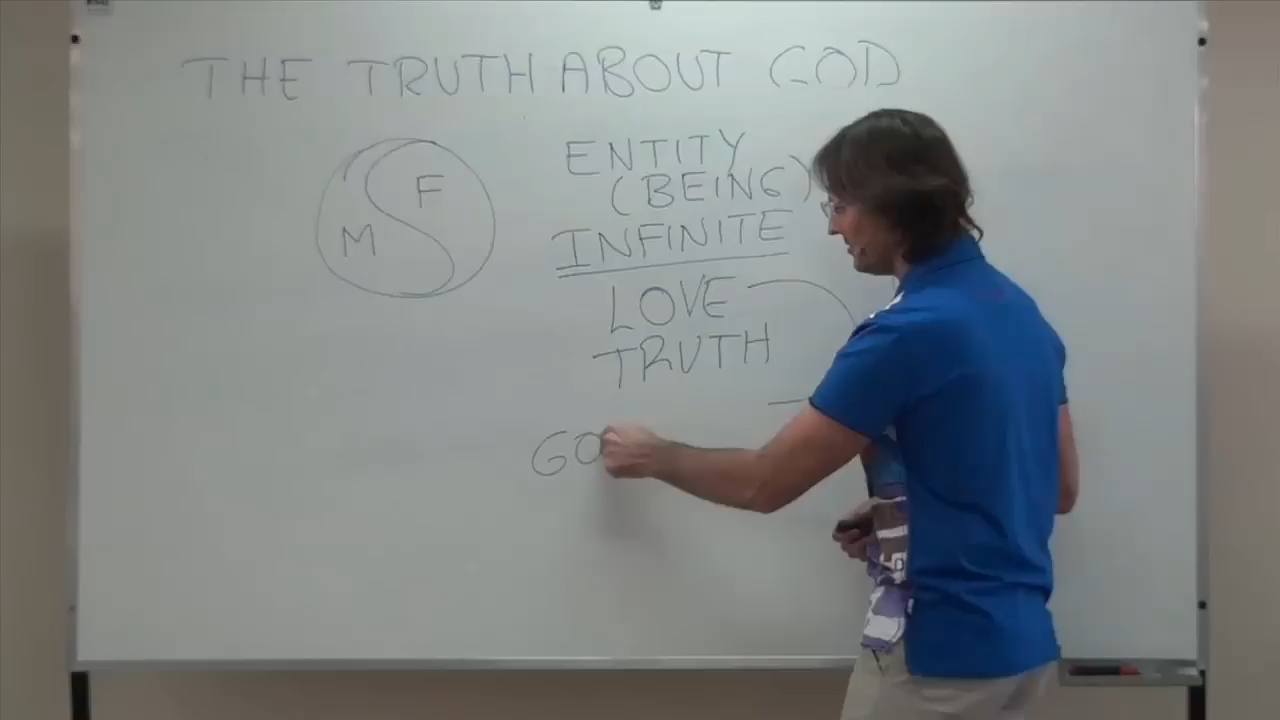 THE TRUTH ABOUT GOD
F
M
ENTITY
(BEING)
INFINITE
LOVE
TRUTH
GO